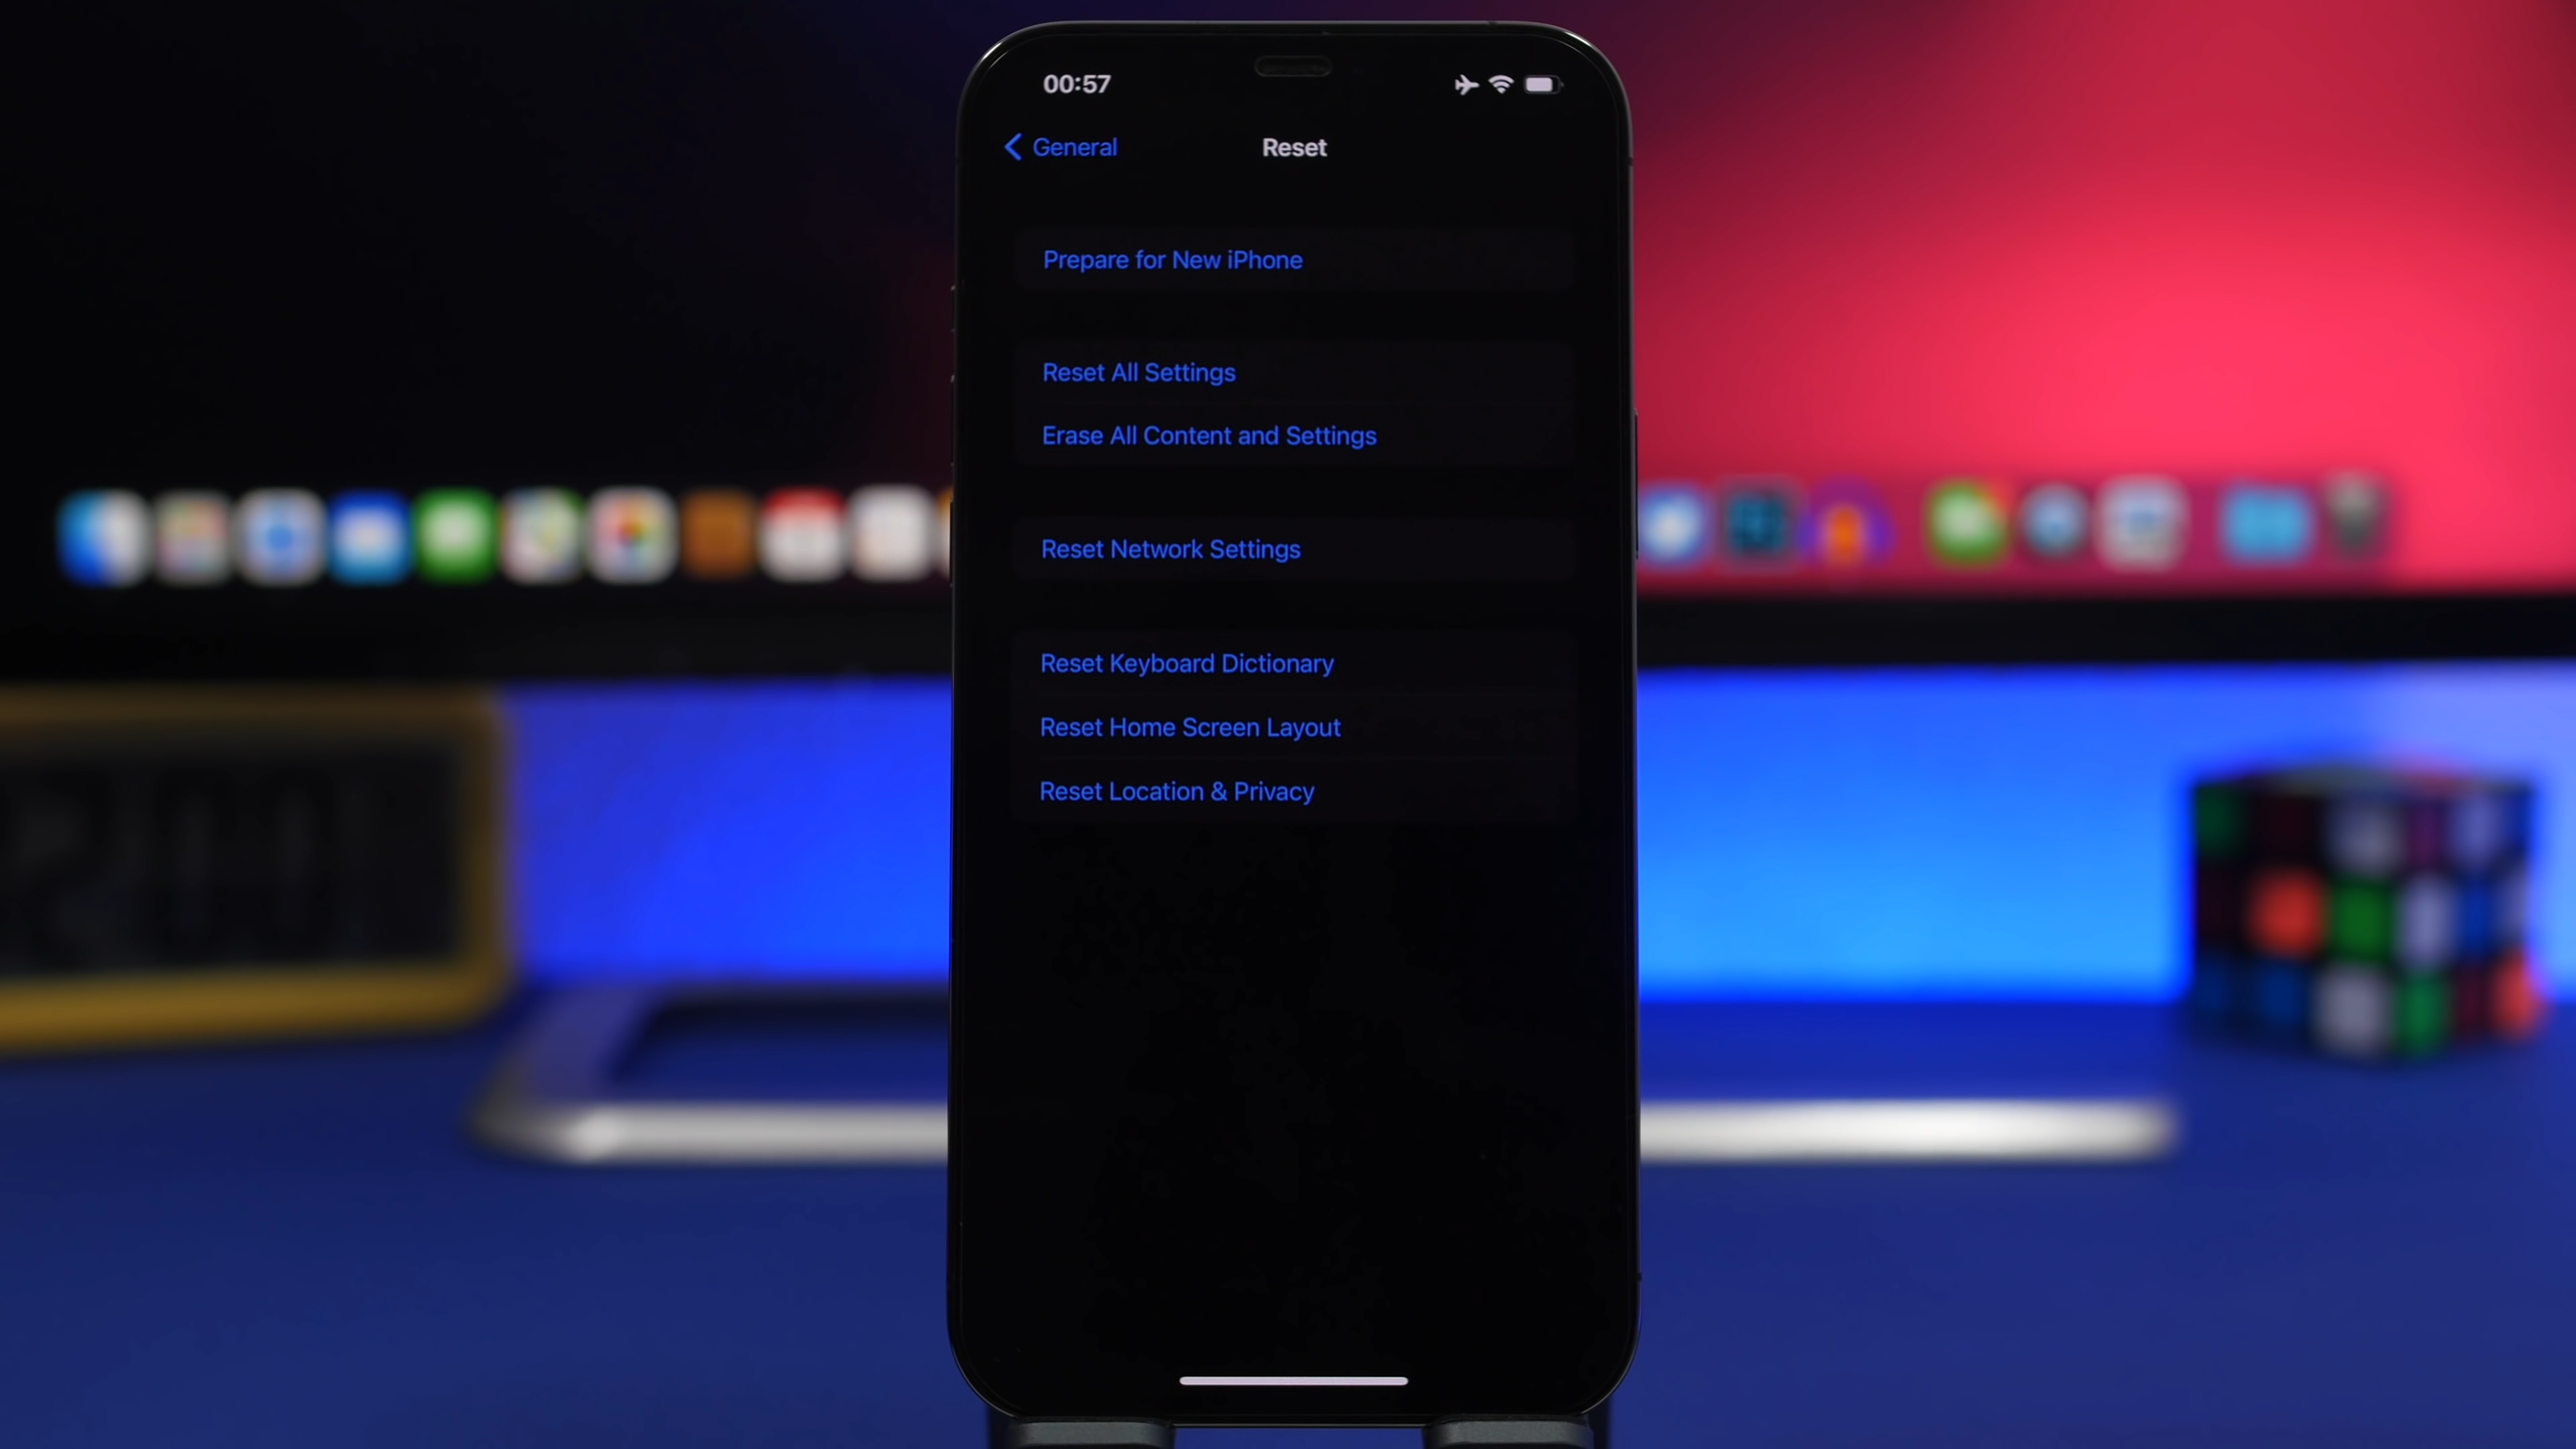 00:57
General
Reset
Prepare for New iPhone
Reset All Settings
Erase All Content and Settings
Reset Network Settings
Reset Keyboard Dictionary
Reset Home Screen Layout
Reset Location & Privacy